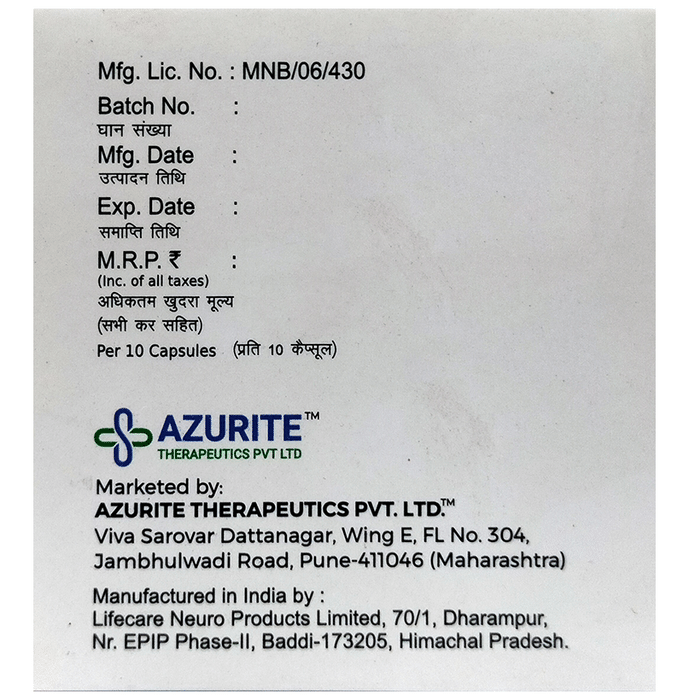 Mfg. Lic. No. : MNB/06/430
Batch No. :
घान संख्या
Mfg. Date :
उत्पादन तिथि
Exp. Date :
समाप्ति तिथि
M.R.P. ₹ :
(Inc. of all taxes)
अधिकतम खुदरा मूल्य
(सभी कर सहित)
Per 10 Capsules (प्रति 10 कैप्सूल)
AZURITE™
THERAPEUTICS PVT LTD
Marketed by:
AZURITE THERAPEUTICS PVT. LTD.™
Viva Sarovar Dattanagar, Wing E, FL No. 304,
Jambhulwadi Road, Pune-411046 (Maharashtra)
Manufactured in India by :
Lifecare Neuro Products Limited, 70/1, Dharampur,
Nr. EPIP Phase-II, Baddi-173205, Himachal Pradesh.